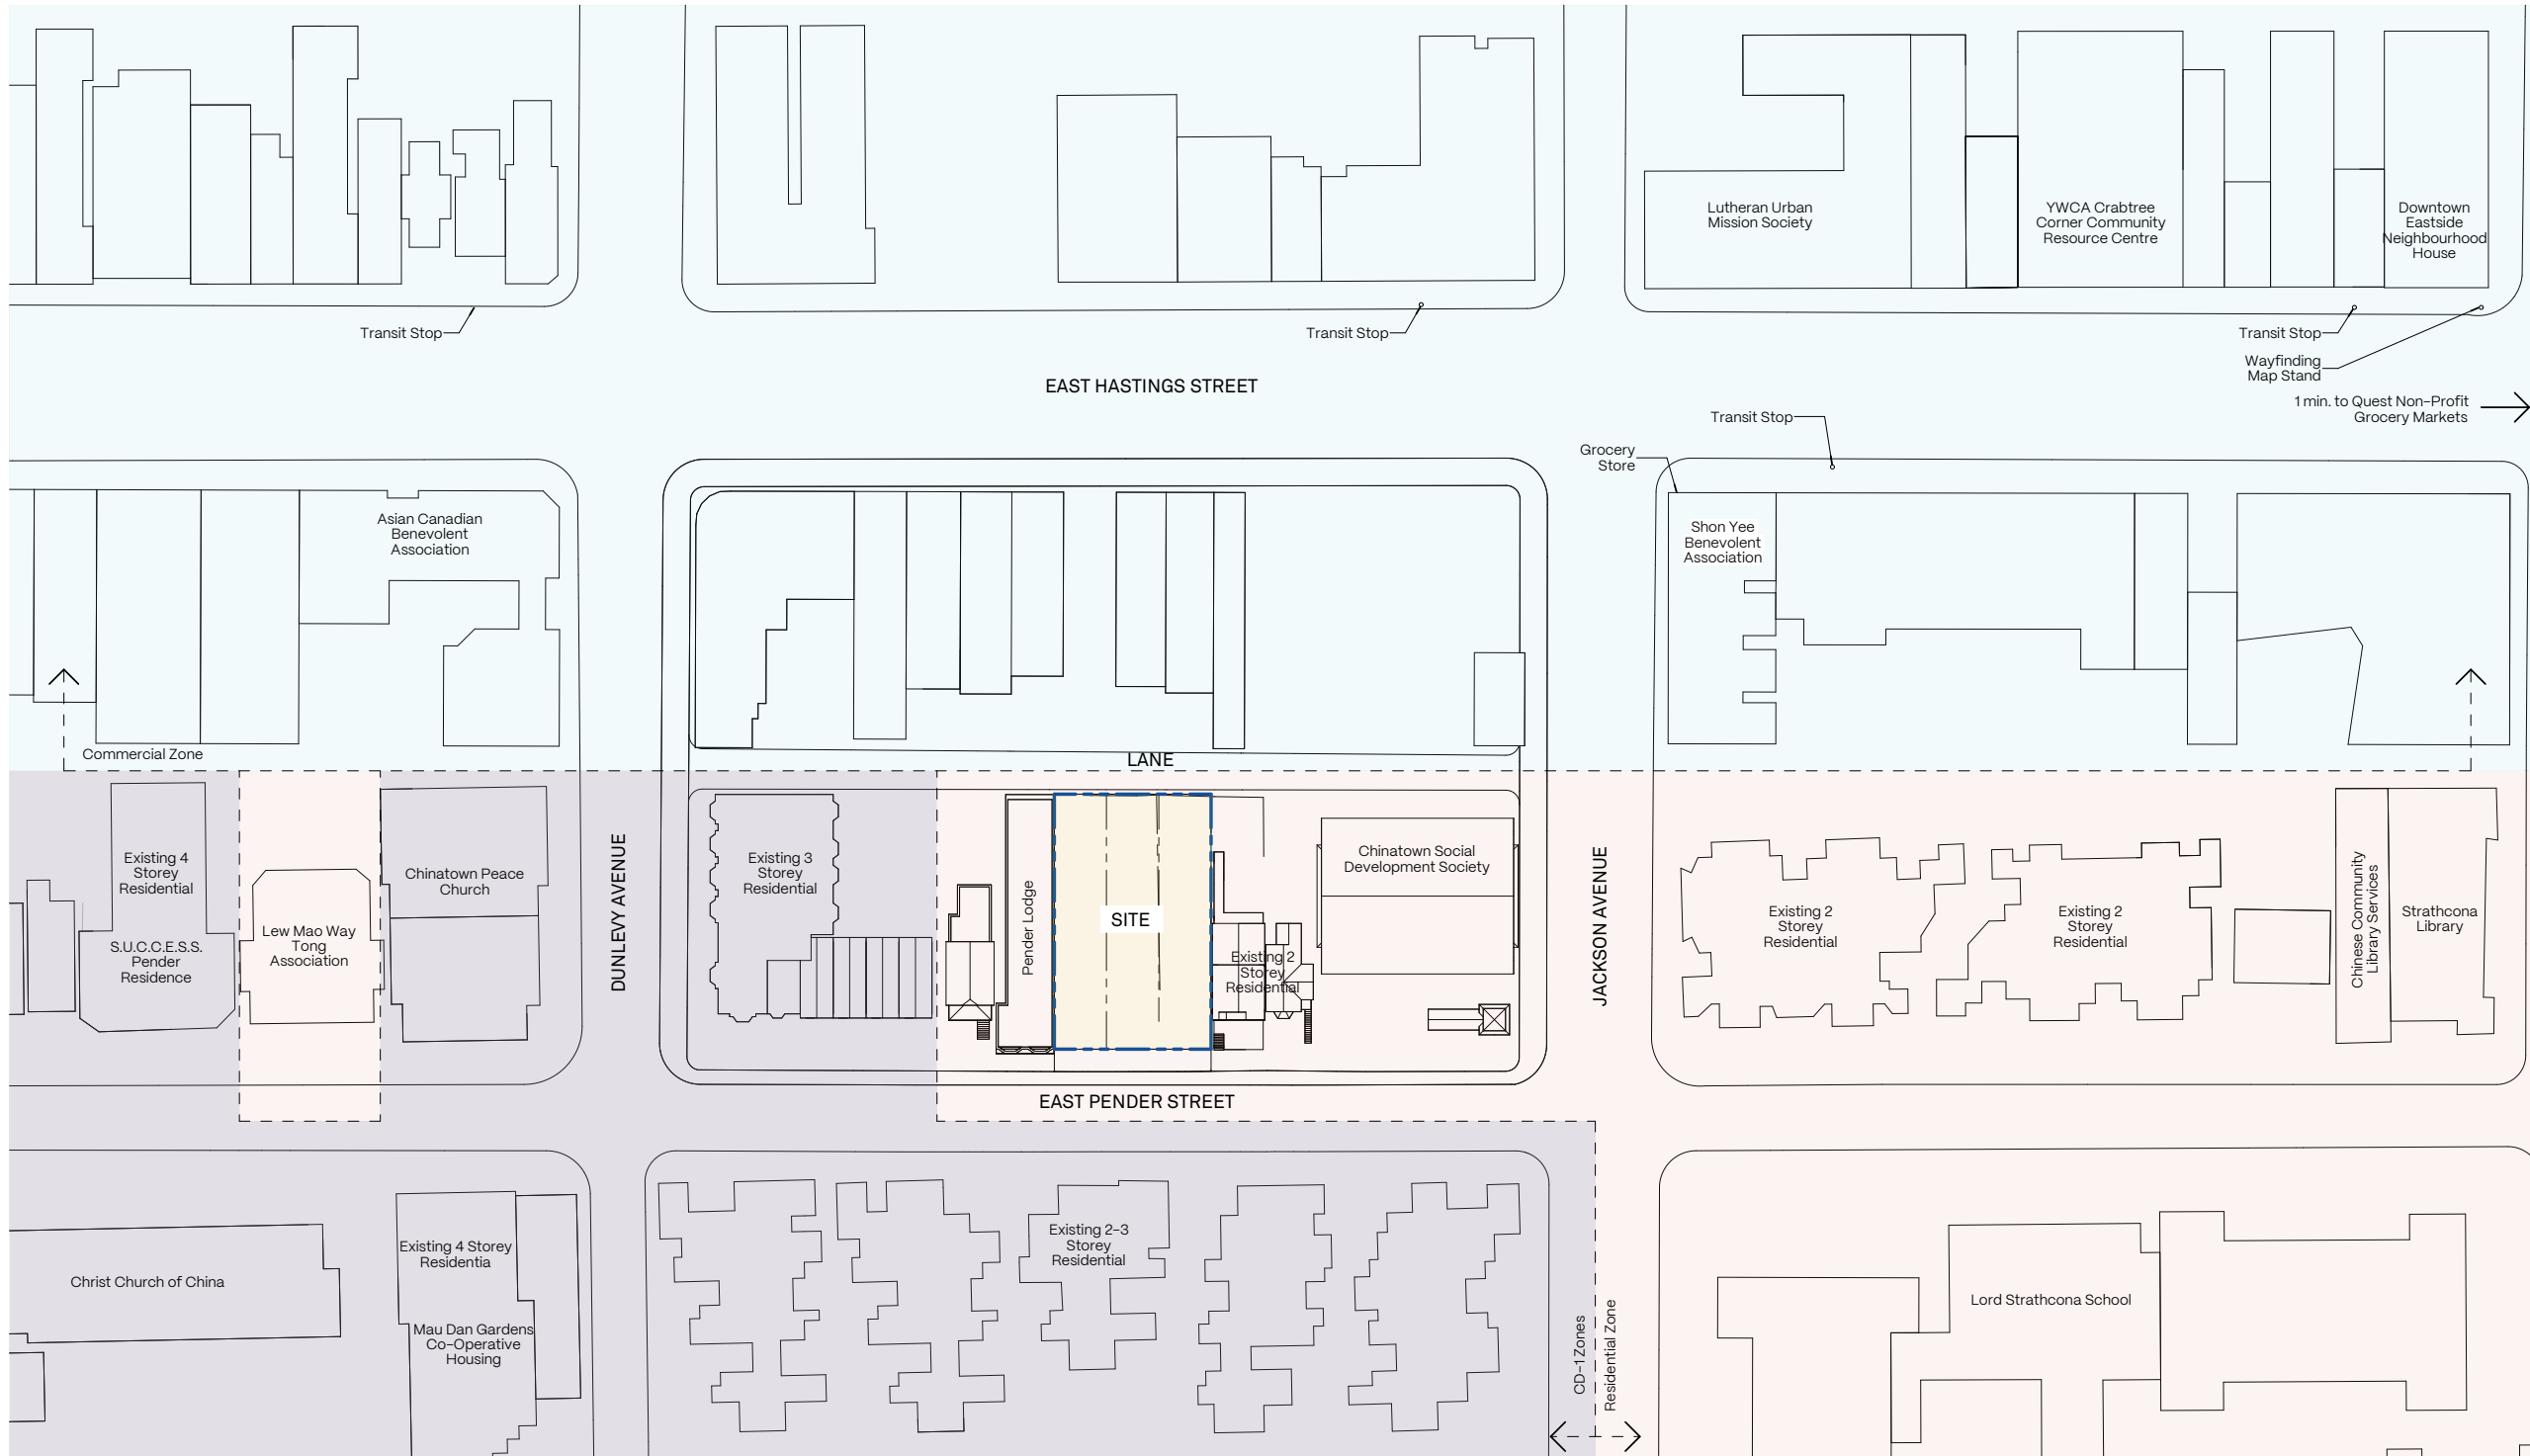 Lutheran Urban
Mission Society
YWCA Crabtree
Corner Community
Resource Centre
Downtown
Eastside
Neighbourhood
House
Transit Stop
Transit Stop
Transit Stop
Wayfinding
Map Stand
EAST HASTINGS STREET
1 min. to Quest Non-Profit
Grocery Markets
Transit Stop
Grocery
Store
Asian Canadian
Benevolent
Association
Shon Yee
Benevolent
Association
Commercial Zone
LANE
Existing 4
Storey
Residential
S.U.C.C.E.S.S.
Pender
Residence
Lew Mao Way
Tong
Association
Chinatown Peace
Church
DUNLEVY AVENUE
Existing 3
Storey
Residential
Pender Lodge
SITE
Existing 2
Storey
Residential
Chinatown Social
Development Society
JACKSON AVENUE
Existing 2
Storey
Residential
Existing 2
Storey
Residential
Chinese Community
Library Services
Strathcona
Library
EAST PENDER STREET
Christ Church of China
Existing 4 Storey
Residentia
Mau Dan Gardens
Co-Operative
Housing
Existing 2-3
Storey
Residential
CD-1 Zones
Residential Zone
Lord Strathcona School